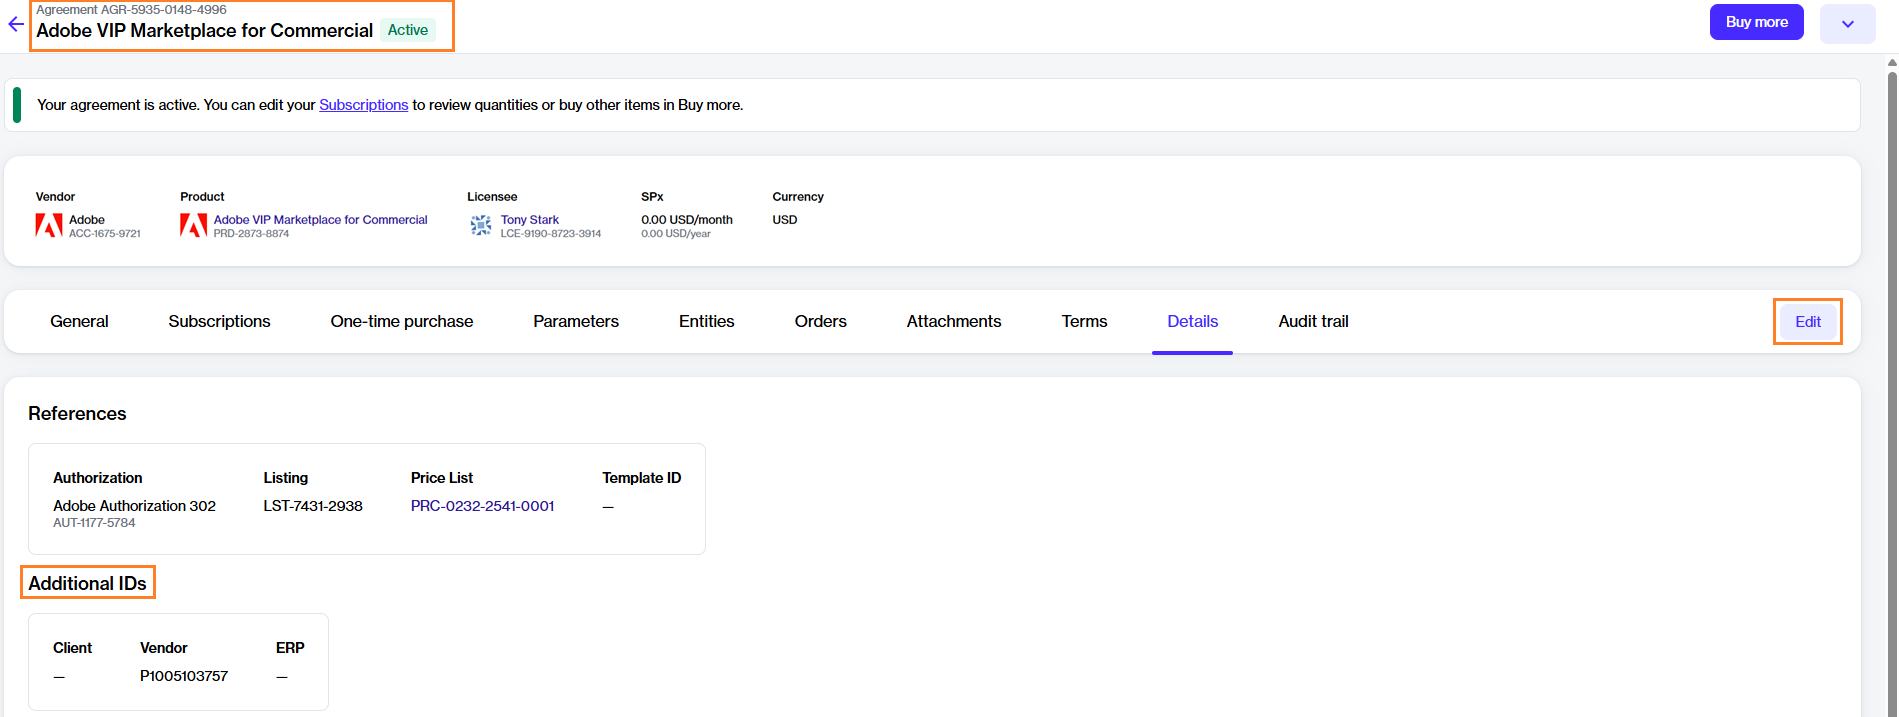 Agreement AGR-5935-0148-4996
Adobe VIP Marketplace for Commercial Active
Buy more
Your agreement is active. You can edit your Subscriptions to review quantities or buy other items in Buy more.
Vendor Product Licensee SPx Currency
Adobe Adobe VIP Marketplace for Commercial Tony Stark 0.00 USD/month USD
ACC-1675-9721 PRD-2873-8874 LCE-9190-8723-3914 0.00 USD/year
General Subscriptions One-time purchase Parameters Entities Orders Attachments Terms Details Audit trail Edit
References
Authorization Listing Price List Template ID
Adobe Authorization 302 LST-7431-2938 PRC-0232-2541-0001 —
AUT-1177-5784
Additional IDs
Client Vendor ERP
— P1005103757 —